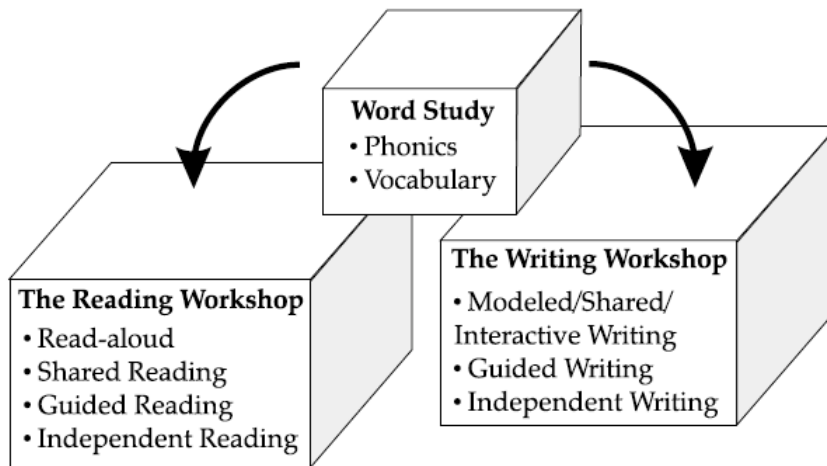 Word Study
• Phonics
• Vocabulary
The Reading Workshop
• Read-aloud
• Shared Reading
• Guided Reading
• Independent Reading
The Writing Workshop
• Modeled/Shared/
Interactive Writing
• Guided Writing
• Independent Writing